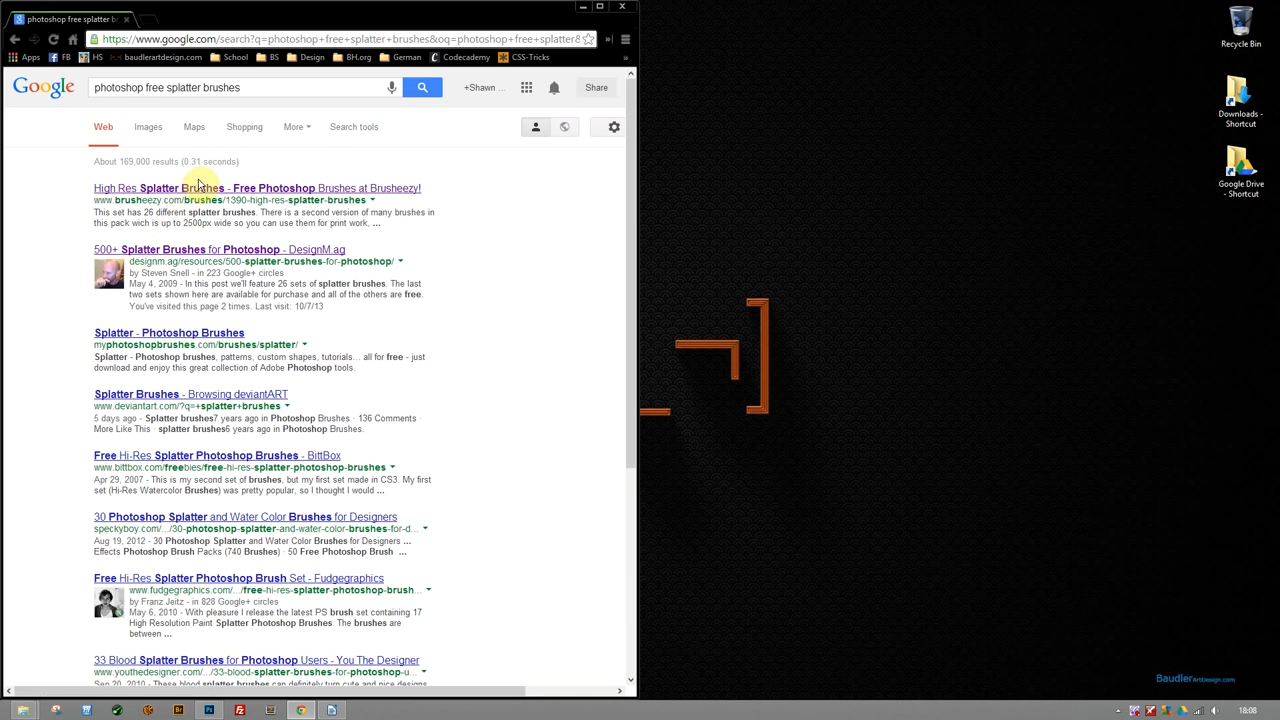 photoshop free splatter b
https://www.google.com/search?q=photoshop+free+splatter+brushes&oq=photoshop+free+splatter&
Apps FB HS baudlerartdesign.com School BS Design BH.org German Codecademy CSS-Tricks »
Google photoshop free splatter brushes +Shawn ... Share
Web Images Maps Shopping More Search tools
About 169,000 results (0.31 seconds)
High Res Splatter Brushes - Free Photoshop Brushes at Brusheezy!
www.brusheezy.com/brushes/1390-high-res-splatter-brushes
This set has 26 different splatter brushes. There is a second version of many brushes in
this pack wich is up to 2500px wide so you can use them for print work, ...
500+ Splatter Brushes for Photoshop - DesignM.ag
designm.ag/resources/500-splatter-brushes-for-photoshop/
by Steven Snell - in 223 Google+ circles
May 4, 2009 - In this post we'll feature 26 sets of splatter brushes. The last
two sets shown here are available for purchase and all of the others are free.
You've visited this page 2 times. Last visit: 10/7/13
Splatter - Photoshop Brushes
myphotoshopbrushes.com/brushes/splatter/
Splatter - Photoshop brushes, patterns, custom shapes, tutorials... all for free - just
download and enjoy this great collection of Adobe Photoshop tools.
Splatter Brushes - Browsing deviantART
www.deviantart.com/?q=+splatter+brushes
5 days ago - Splatter brushes7 years ago in Photoshop Brushes · 136 Comments ·
More Like This · splatter brushes6 years ago in Photoshop Brushes.
Free Hi-Res Splatter Photoshop Brushes - BittBox
www.bittbox.com/freebies/free-hi-res-splatter-photoshop-brushes
Apr 29, 2007 - This is my second set of brushes, but my first set made in CS3. My first
set (Hi-Res Watercolor Brushes) was pretty popular, so I thought I would ...
30 Photoshop Splatter and Water Color Brushes for Designers
speckyboy.com/.../30-photoshop-splatter-and-water-color-brushes-for-d...
Aug 19, 2012 - 30 Photoshop Splatter and Water Color Brushes for Designers ...
Effects Photoshop Brush Packs (740 Brushes) · 50 Free Photoshop Brush ...
Free Hi-Res Splatter Photoshop Brush Set - Fudgegraphics
www.fudgegraphics.com/.../free-hi-res-splatter-photoshop-brush...
by Franz Jeitz - in 828 Google+ circles
May 6, 2010 - With pleasure I release the latest PS brush set containing 17
High Resolution Paint Splatter Photoshop Brushes. The brushes are
between ...
33 Blood Splatter Brushes for Photoshop Users - You The Designer
www.youthedesigner.com/.../33-blood-splatter-brushes-for-photoshop-u...
Sep 20, 2010 - These blood splatter brushes can definitely turn cute and nice designs
Recycle Bin
Downloads -
Shortcut
Google Drive -
Shortcut
BaudlerArtDesign.com
Br Ps Fz
18:08